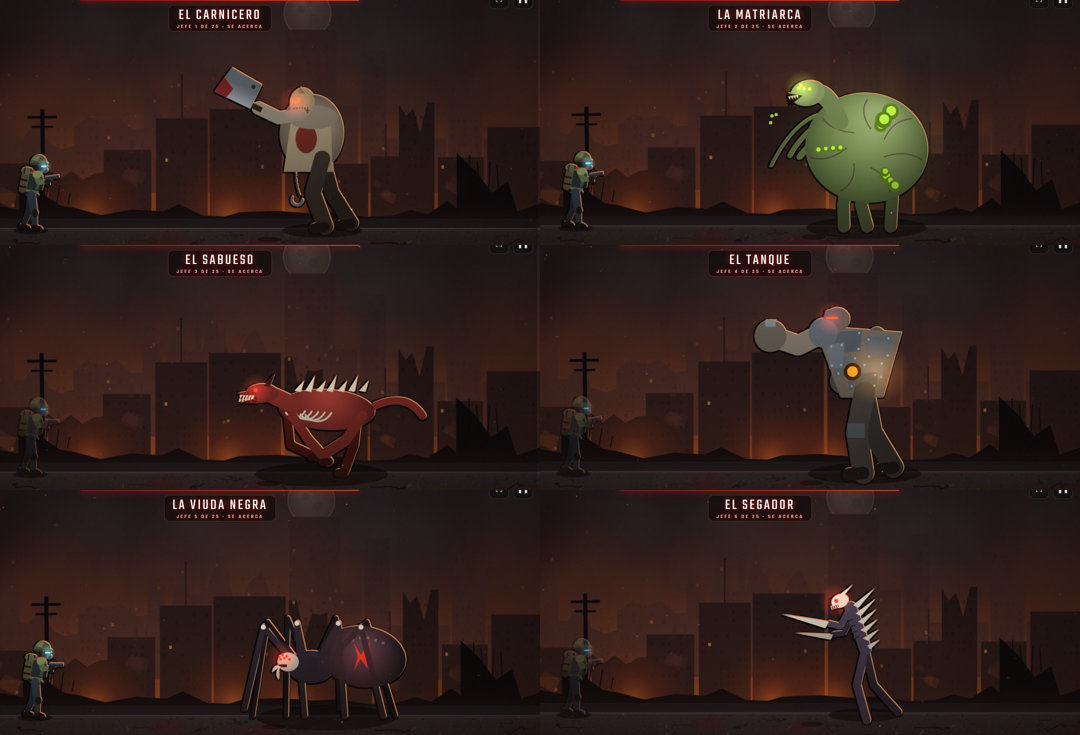 EL CARNICERO
JEFE 1 DE 25 · SE ACERCA
LA MATRIARCA
JEFE 2 DE 25 · SE ACERCA
EL SABUESO
JEFE 3 DE 25 · SE ACERCA
EL TANQUE
JEFE 4 DE 25 · SE ACERCA
LA VIUDA NEGRA
JEFE 5 DE 25 · SE ACERCA
EL SEGADOR
JEFE 6 DE 25 · SE ACERCA